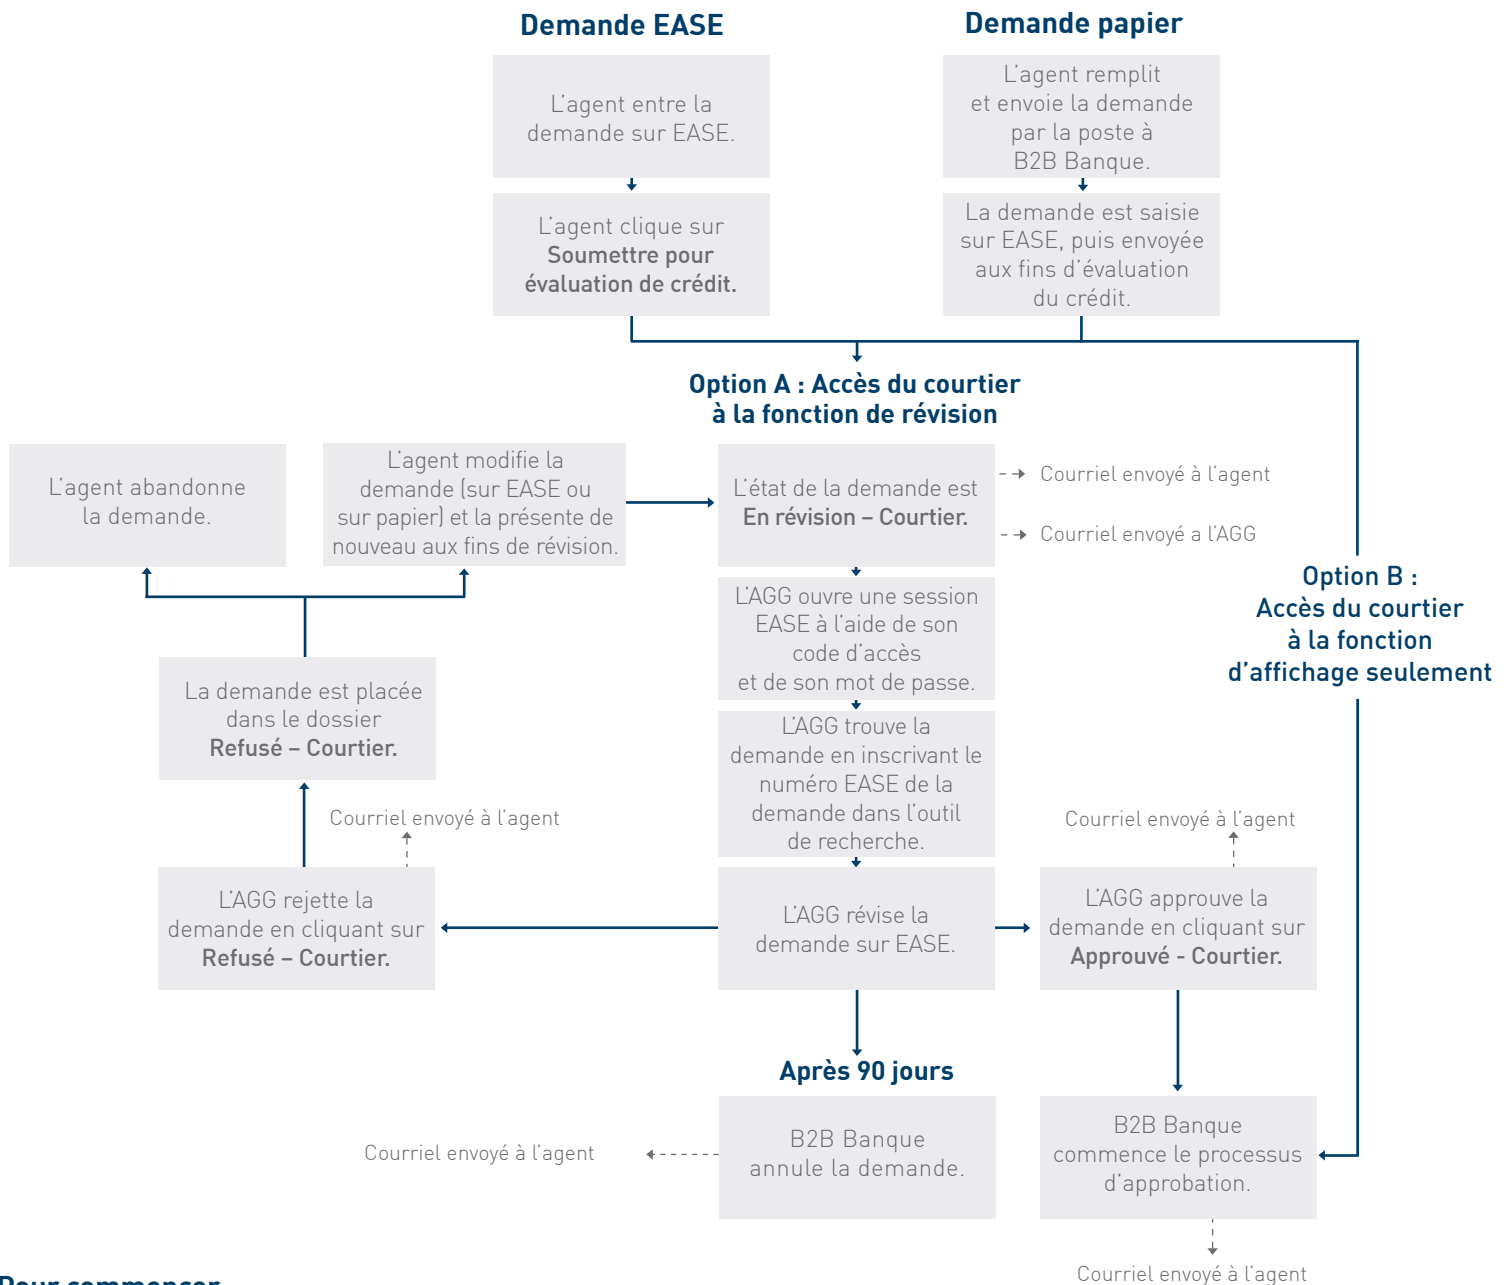 Demande EASE
Demande papier
L'agent entre la
demande sur EASE.
L'agent remplit
et envoie la demande
par la poste à
B2B Banque.
L'agent clique sur
Soumettre pour
évaluation de crédit.
La demande est saisie
sur EASE, puis envoyée
aux fins d'évaluation
du crédit.
Option A : Accès du courtier
à la fonction de révision
L'agent abandonne
la demande.
L'agent modifie la
demande (sur EASE ou
sur papier) et la présente de
nouveau aux fins de révision.
L'état de la demande est
En révision – Courtier.
Courriel envoyé à l'agent
Courriel envoyé a l'AGG
Option B :
Accès du courtier
à la fonction
d'affichage seulement
L'AGG ouvre une session
EASE à l'aide de son
code d'accès
et de son mot de passe.
La demande est placée
dans le dossier
Refusé – Courtier.
L'AGG trouve la
demande en inscrivant le
numéro EASE de la
demande dans l'outil
de recherche.
Courriel envoyé à l'agent
Courriel envoyé à l'agent
L'AGG rejette la
demande en cliquant sur
Refusé – Courtier.
L'AGG révise la
demande sur EASE.
L'AGG approuve la
demande en cliquant sur
Approuvé - Courtier.
Après 90 jours
Courriel envoyé à l'agent
B2B Banque
annule la demande.
B2B Banque
commence le processus
d'approbation.
Courriel envoyé à l'agent
Pour commencer